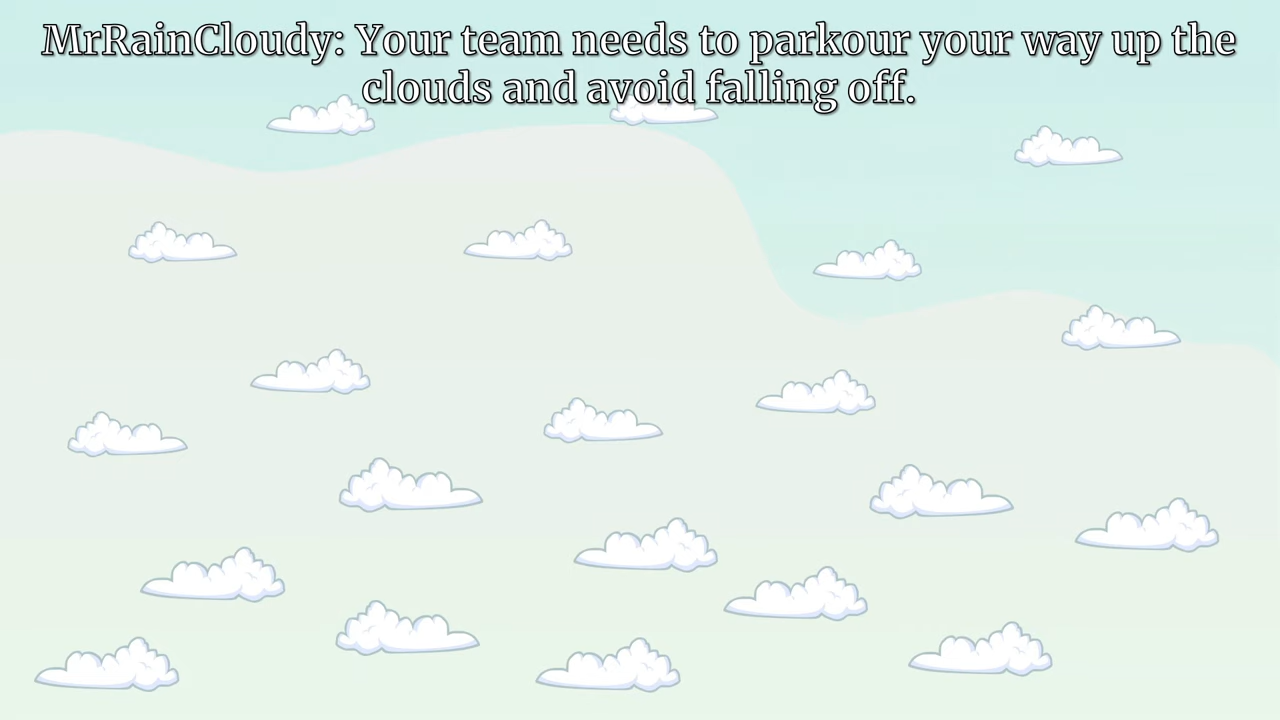 MrRainCloudy: Your team needs to parkour your way up the
clouds and avoid falling off.